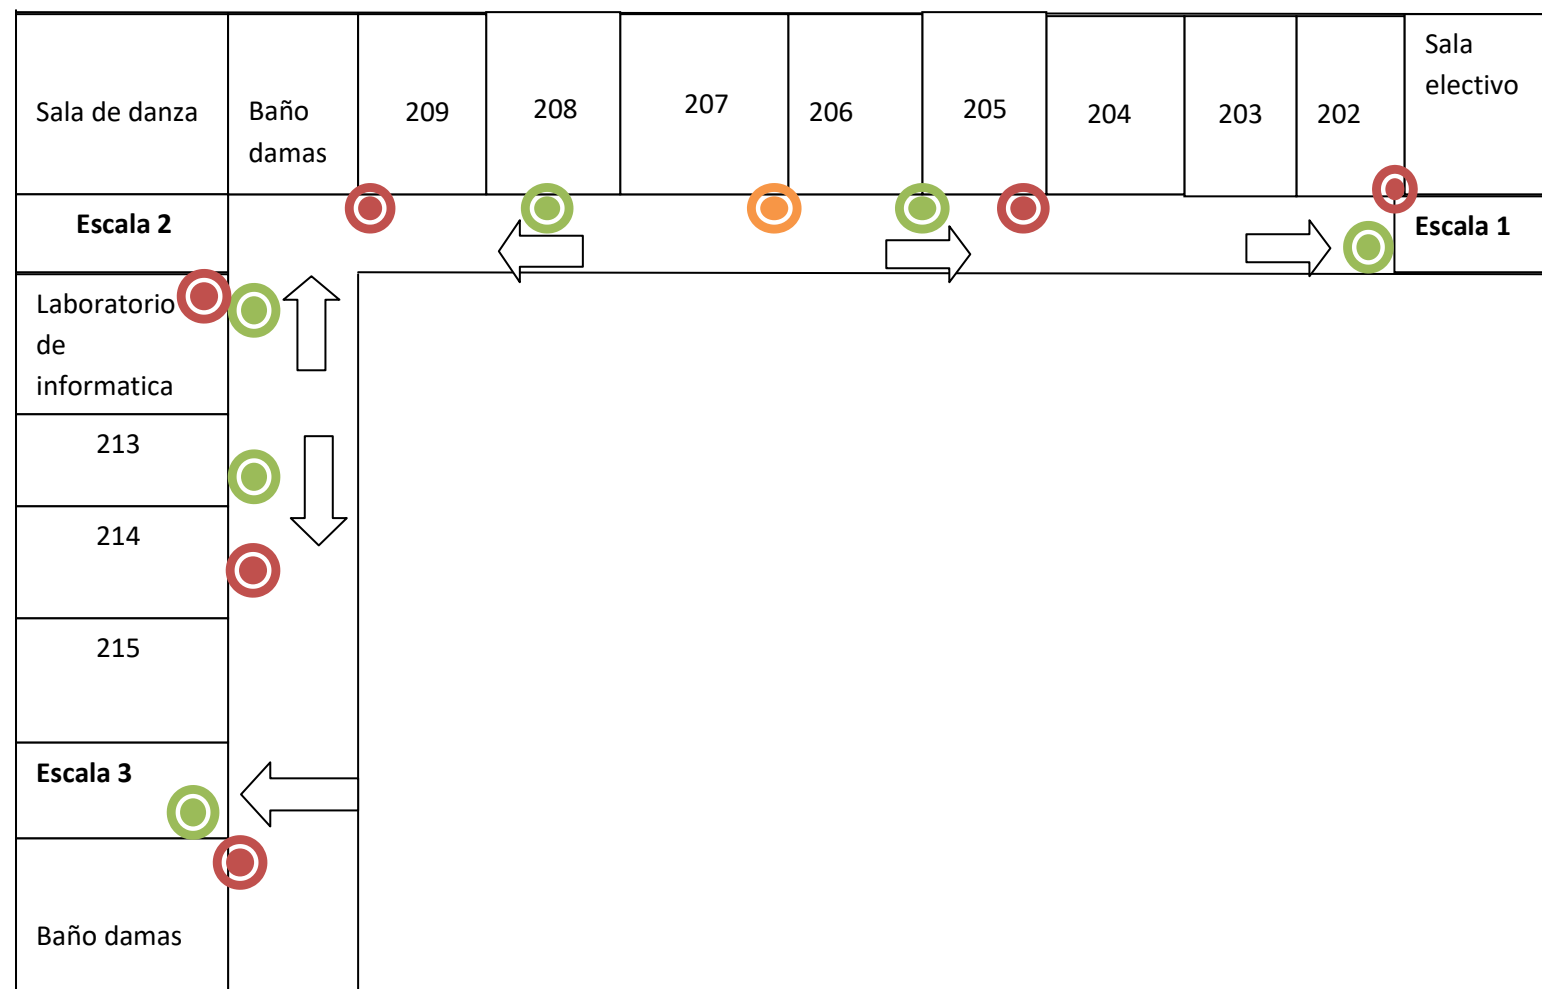 Sala de danza
Baño
damas
209
208
207
206
205
204
203
202
Sala
electivo
Escala 2
Escala 1
Laboratorio
de
informatica
213
214
215
Escala 3
Baño damas